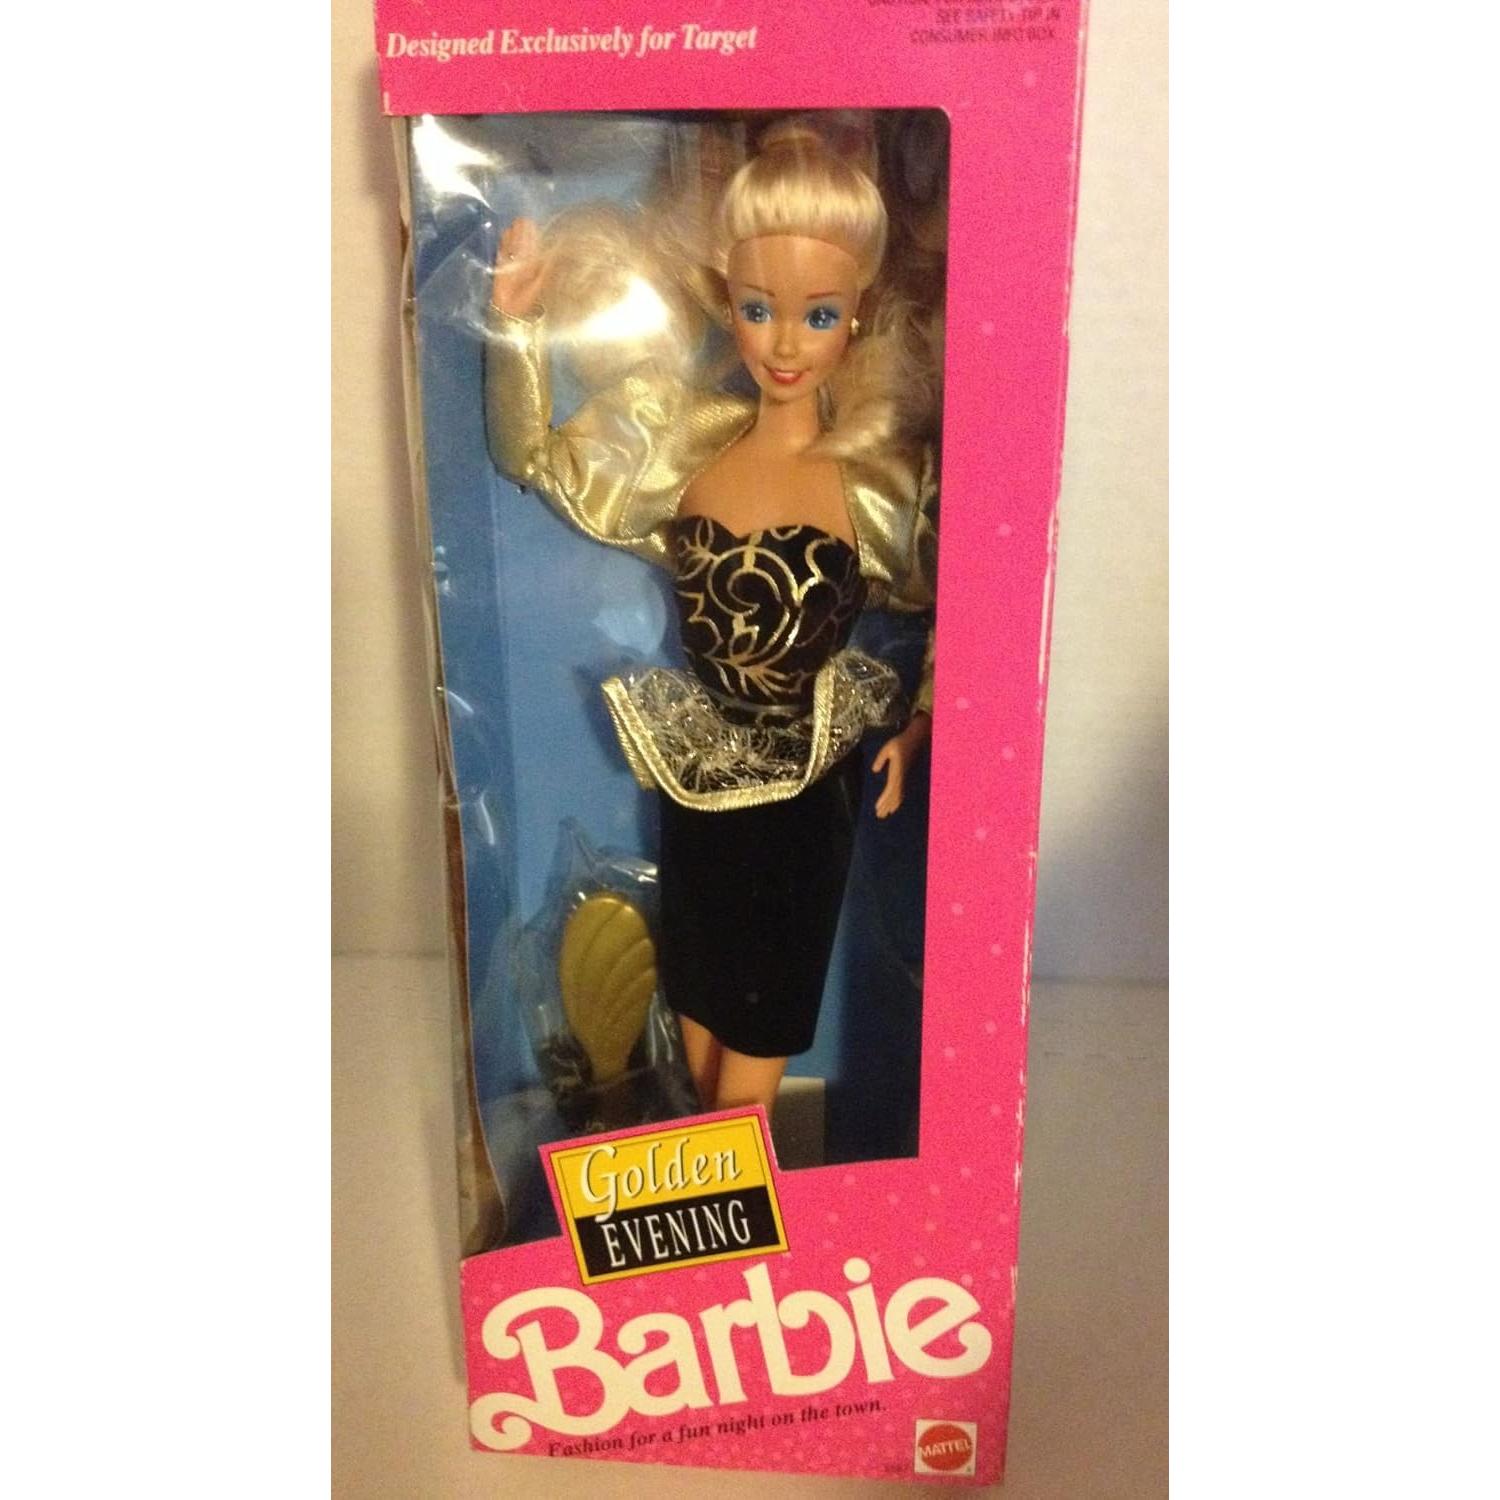 Designed Exclusively for Target
SEE SAFETY TIP IN
CONSUMER INFO BOX.
Golden
EVENING
Barbie
Fashion for a fun night on the town.
MATTEL